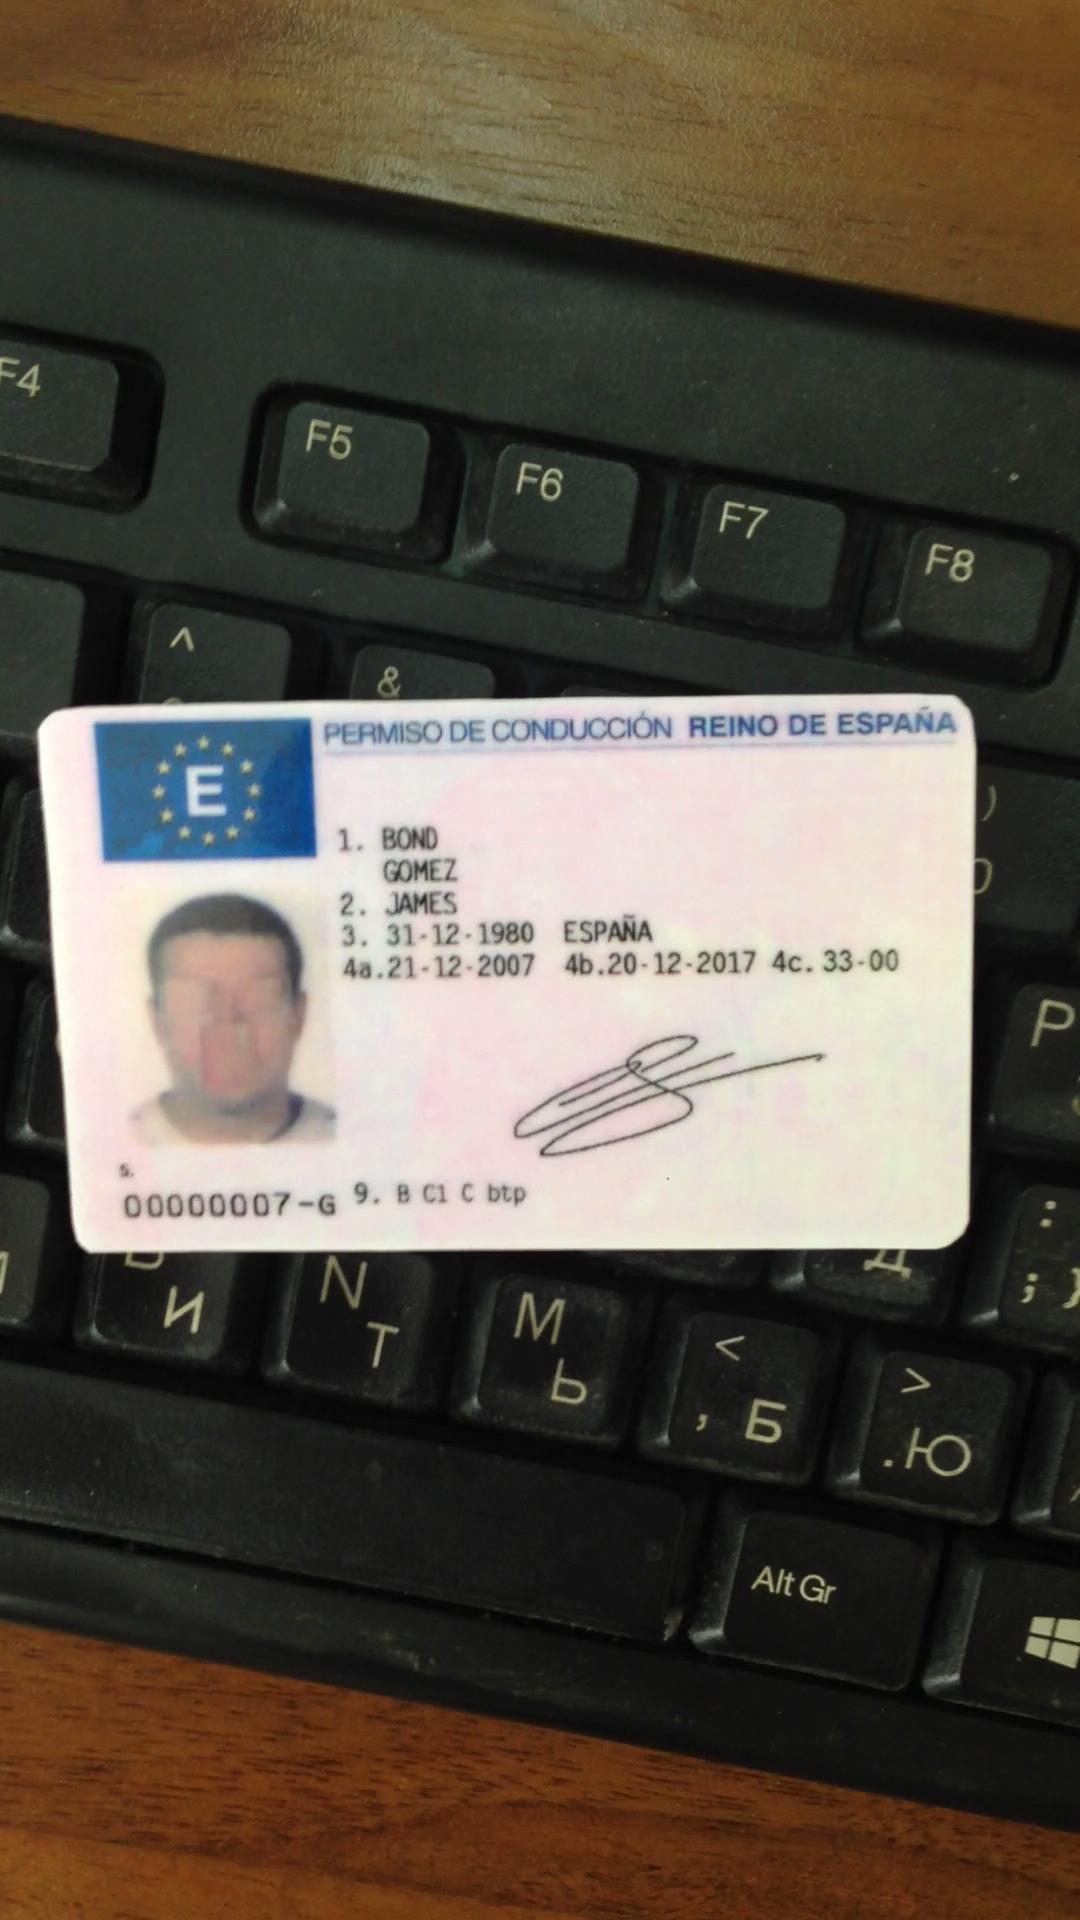 F4
F5
F6
F7
F8
^
&
E
PERMISO DE CONDUCCIÓN REINO DE ESPAÑA
1. BOND
GOMEZ
2. JAMES
3. 31-12-1980 ESPAÑA
4a.21-12-2007 4b.20-12-2017 4c. 33-00
5.
00000007-G 9. B C1 C btp
)
P
И
N
Т
M
Ь
<
, Б
>
.Ю
Д
:
;
Alt Gr